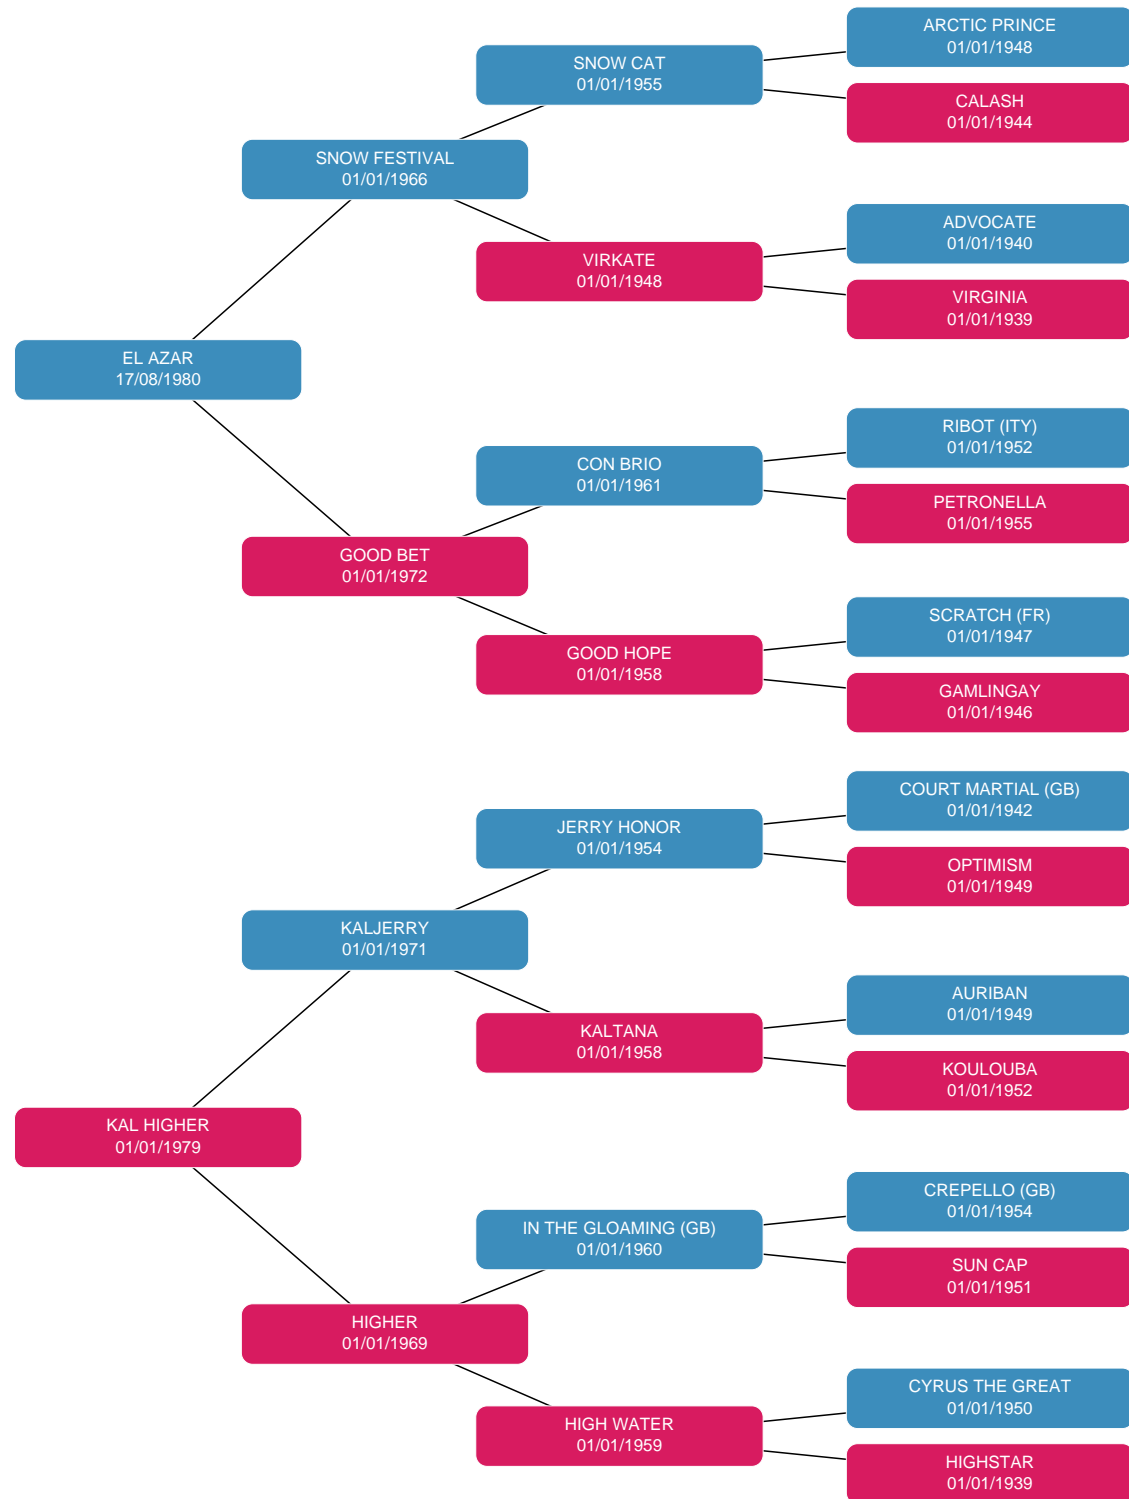 ARCTIC PRINCE
01/01/1948
SNOW CAT
01/01/1955
CALASH
01/01/1944
SNOW FESTIVAL
01/01/1966
ADVOCATE
01/01/1940
VIRKATE
01/01/1948
VIRGINIA
01/01/1939
EL AZAR
17/08/1980
RIBOT (ITY)
01/01/1952
CON BRIO
01/01/1961
PETRONELLA
01/01/1955
GOOD BET
01/01/1972
SCRATCH (FR)
01/01/1947
GOOD HOPE
01/01/1958
GAMLINGAY
01/01/1946
COURT MARTIAL (GB)
01/01/1942
JERRY HONOR
01/01/1954
OPTIMISM
01/01/1949
KALJERRY
01/01/1971
AURIBAN
01/01/1949
KALTANA
01/01/1958
KOULOUBA
01/01/1952
KAL HIGHER
01/01/1979
CREPELLO (GB)
01/01/1954
IN THE GLOAMING (GB)
01/01/1960
SUN CAP
01/01/1951
HIGHER
01/01/1969
CYRUS THE GREAT
01/01/1950
HIGH WATER
01/01/1959
HIGHSTAR
01/01/1939